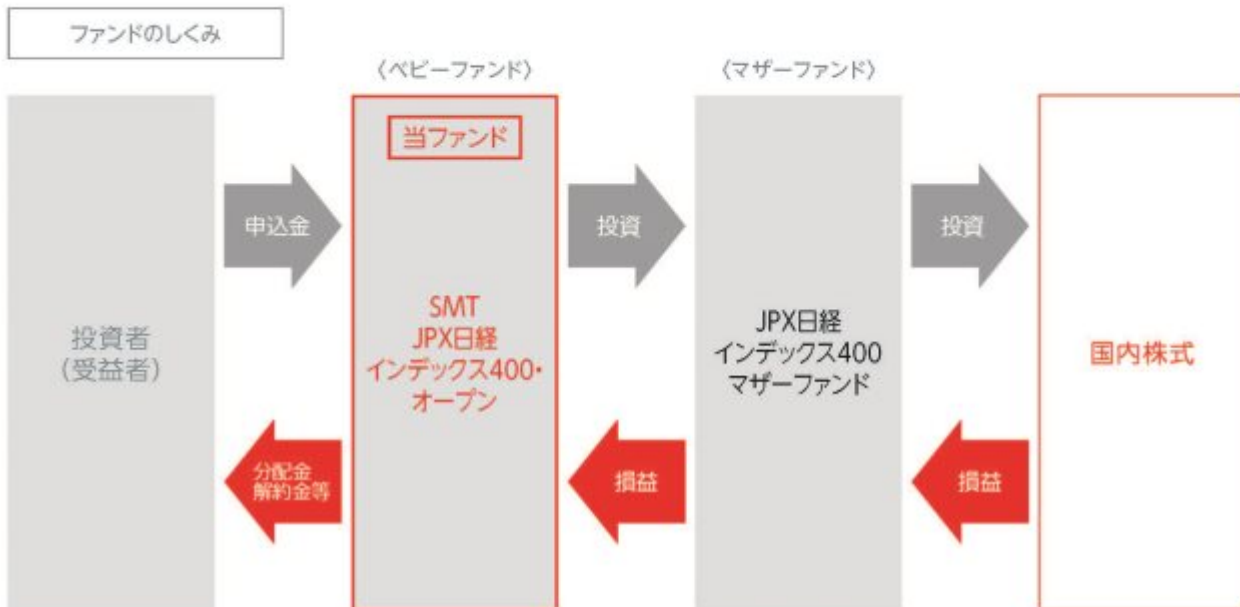 ファンドのしくみ
〈ベビーファンド〉
〈マザーファンド〉
投資者
(受益者)
申込金
分配金
解約金等
当ファンド
SMT
JPX日経
インデックス400・
オープン
投資
損益
JPX日経
インデックス400
マザーファンド
投資
損益
国内株式